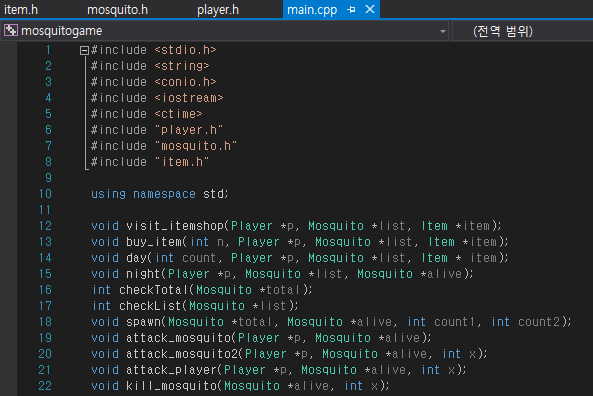 item.h mosquito.h player.h main.cpp
mosquitogame (전역 범위)
1 #include <stdio.h>
2 #include <string>
3 #include <conio.h>
4 #include <iostream>
5 #include <ctime>
6 #include "player.h"
7 #include "mosquito.h"
8 #include "item.h"
9
10 using namespace std;
11
12 void visit_itemshop(Player *p, Mosquito *list, Item *item);
13 void buy_item(int n, Player *p, Mosquito *list, Item *item);
14 void day(int count, Player *p, Mosquito *list, Item * item);
15 void night(Player *p, Mosquito *list, Mosquito *alive);
16 int checkTotal(Mosquito *total);
17 int checkList(Mosquito *list);
18 void spawn(Mosquito *total, Mosquito *alive, int count1, int count2);
19 void attack_mosquito(Player *p, Mosquito *alive);
20 void attack_mosquito2(Player *p, Mosquito *alive, int x);
21 void attack_player(Player *p, Mosquito *alive, int x);
22 void kill_mosquito(Mosquito *alive, int x);